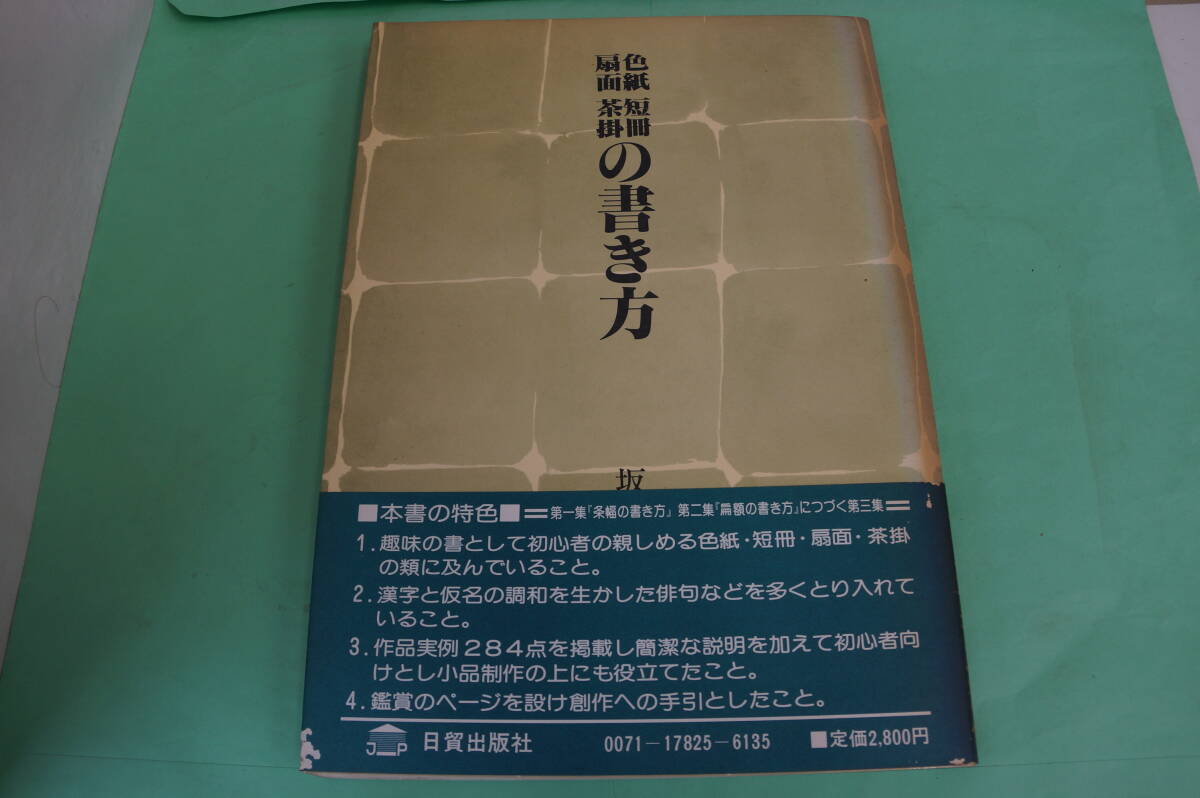 色紙 短冊
扇面 茶掛
の書き方
坂
■本書の特色■＝第一集『条幅の書き方』第二集『扁額の書き方』につづく第三集＝
1.趣味の書として初心者の親しめる色紙・短冊・扇面・茶掛
の類に及んでいること。
2.漢字と仮名の調和を生かした俳句などを多くとり入れて
いること。
3.作品実例284点を掲載し簡潔な説明を加えて初心者向
けとし小品制作の上にも役立てたこと。
4.鑑賞のページを設け創作への手引としたこと。
JP 日貿出版社 0071-17825-6135 ■定価2,800円